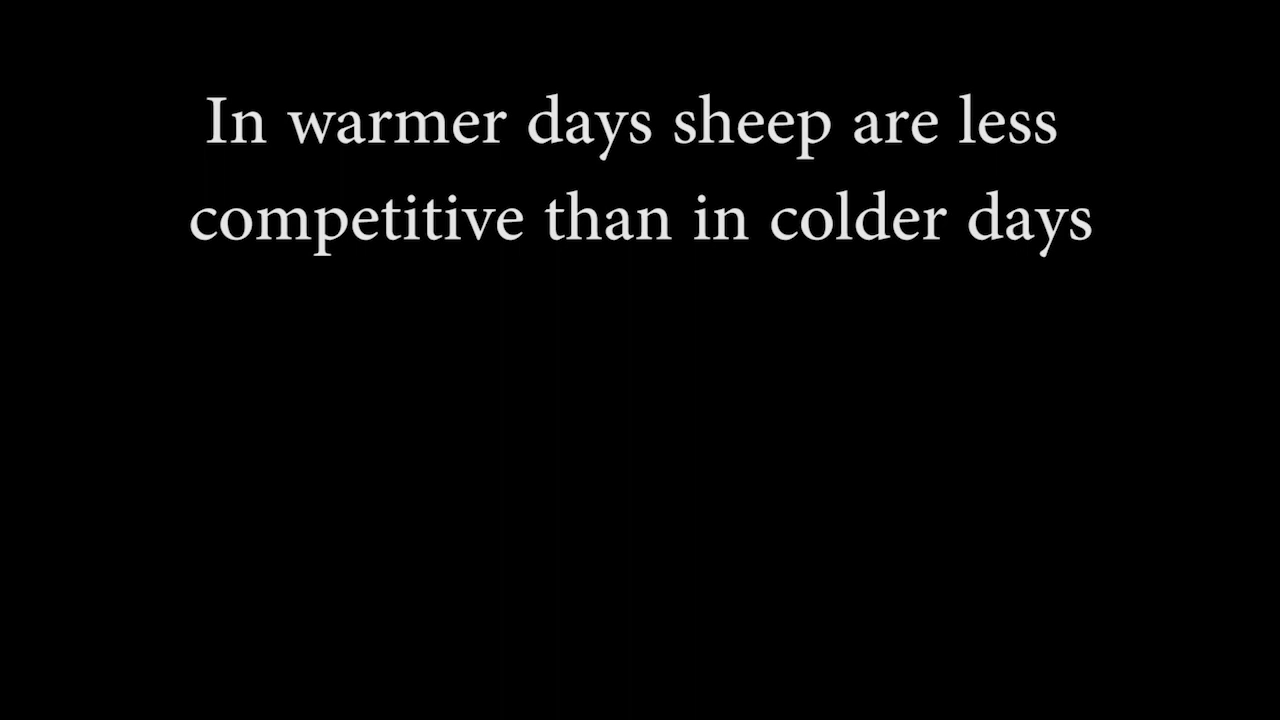 In warmer days sheep are less
competitive than in colder days